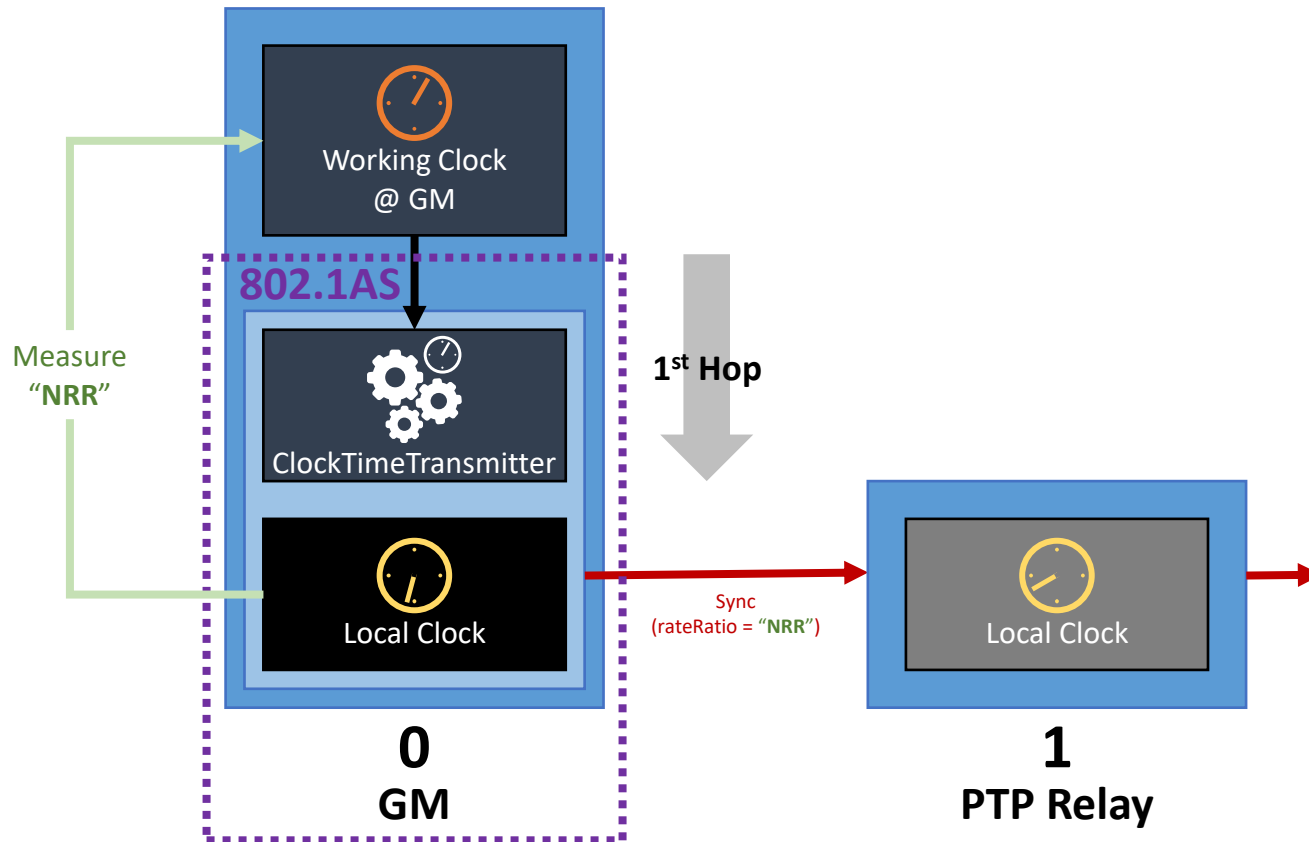 Working Clock
@ GM
802.1AS
Measure
“NRR”
1st Hop
ClockTimeTransmitter
Local Clock
Sync
(rateRatio = “NRR”)
Local Clock
0
GM
1
PTP Relay